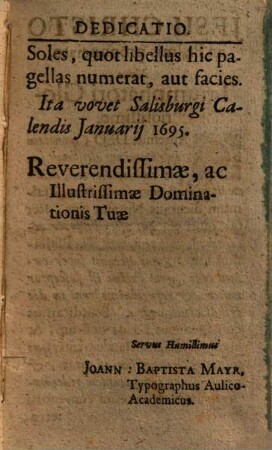 DEDICATIO.
Soles, quot libellus hic pa-
gellas numerat, aut facies.
Ita vovet Salisburgi Ca-
lendis Januarij 1695.
Reverendissimæ, ac
Illustrissimæ Domina-
tionis Tuæ
Servus Humillimus
JOANN: BAPTISTA MAYR,
Typographus Aulico-
Academicus.